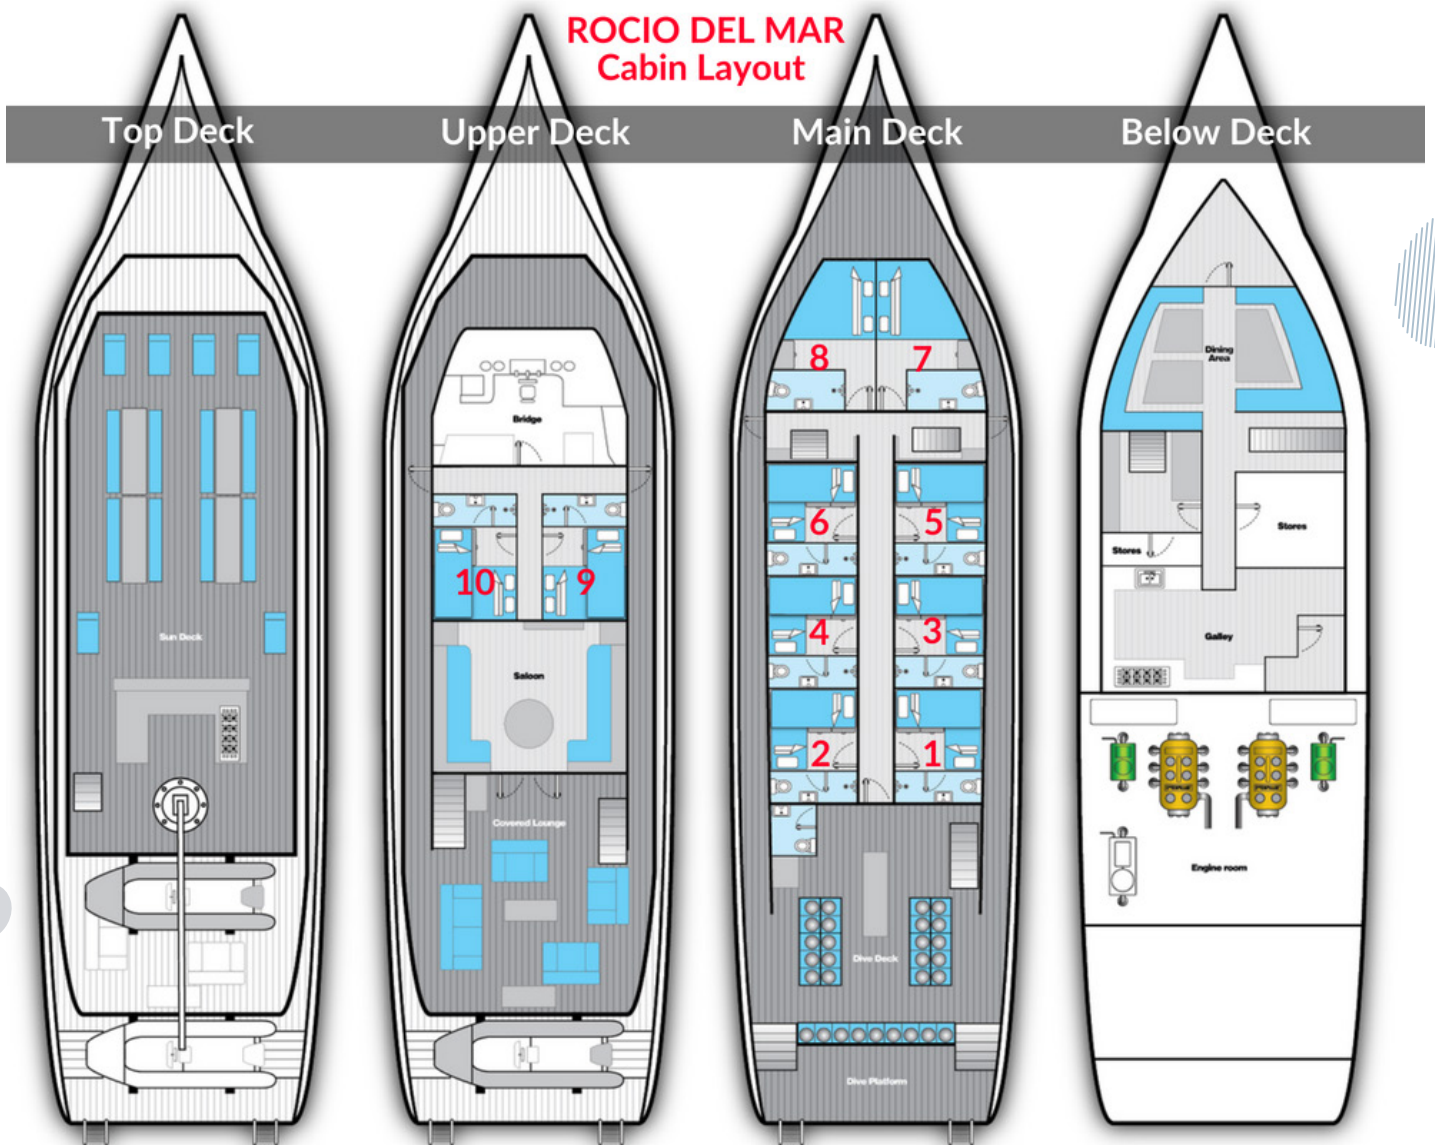 ROCIO DEL MAR
Cabin Layout
Top Deck
Upper Deck
Main Deck
Below Deck
8
7
Dining
Area
Bridge
6
5
Stores
Stores
10
9
4
3
Sun Deck
Galley
Saloon
2
1
Covered Lounge
Engine room
Dive Deck
Dive Platform